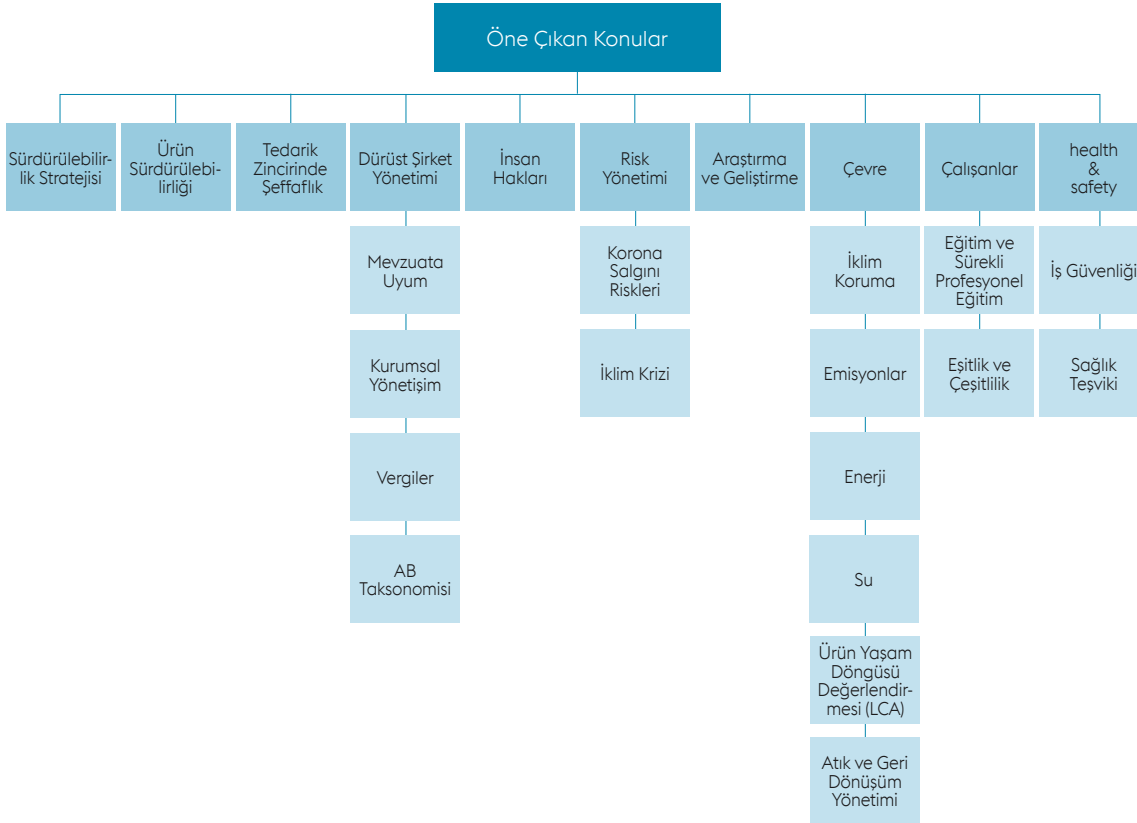 Öne Çıkan Konular
Sürdürülebilir-
lik Stratejisi
Ürün
Sürdürülebi-
lirliği
Tedarik
Zincirinde
Şeffaflık
Dürüst Şirket
Yönetimi
İnsan
Hakları
Risk
Yönetimi
Araştırma
ve Geliştirme
Çevre
Çalışanlar
health
&
safety
Mevzuata
Uyum
Kurumsal
Yönetişim
Vergiler
AB
Taksonomisi
Korona
Salgını
Riskleri
İklim Krizi
İklim
Koruma
Emisyonlar
Enerji
Su
Ürün Yaşam
Döngüsü
Değerlendir-
mesi (LCA)
Atık ve Geri
Dönüşüm
Yönetimi
Eğitim ve
Sürekli
Profesyonel
Eğitim
Eşitlik ve
Çeşitlilik
İş Güvenliği
Sağlık
Teşviki